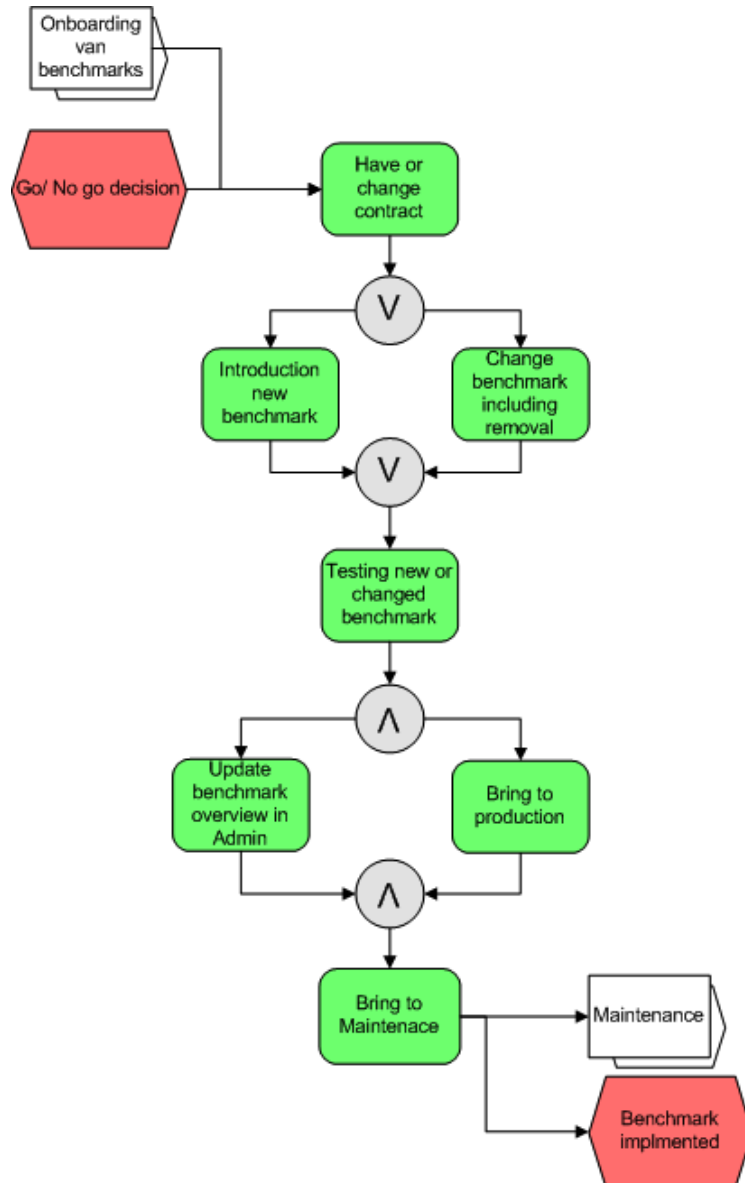 Onboarding
van
benchmarks
Go/ No go decision
Have or
change
contract
V
Introduction
new
benchmark
Change
benchmark
including
removal
V
Testing new or
changed
benchmark
Λ
Update
benchmark
overview in
Admin
Bring to
production
Λ
Bring to
Maintenace
Maintenance
Benchmark
implmented